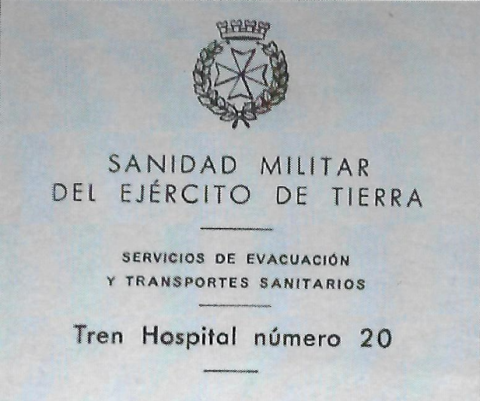 SANIDAD MILITAR
DEL EJÉRCITO DE TIERRA
SERVICIOS DE EVACUACIÓN
Y TRANSPORTES SANITARIOS
Tren Hospital número 20